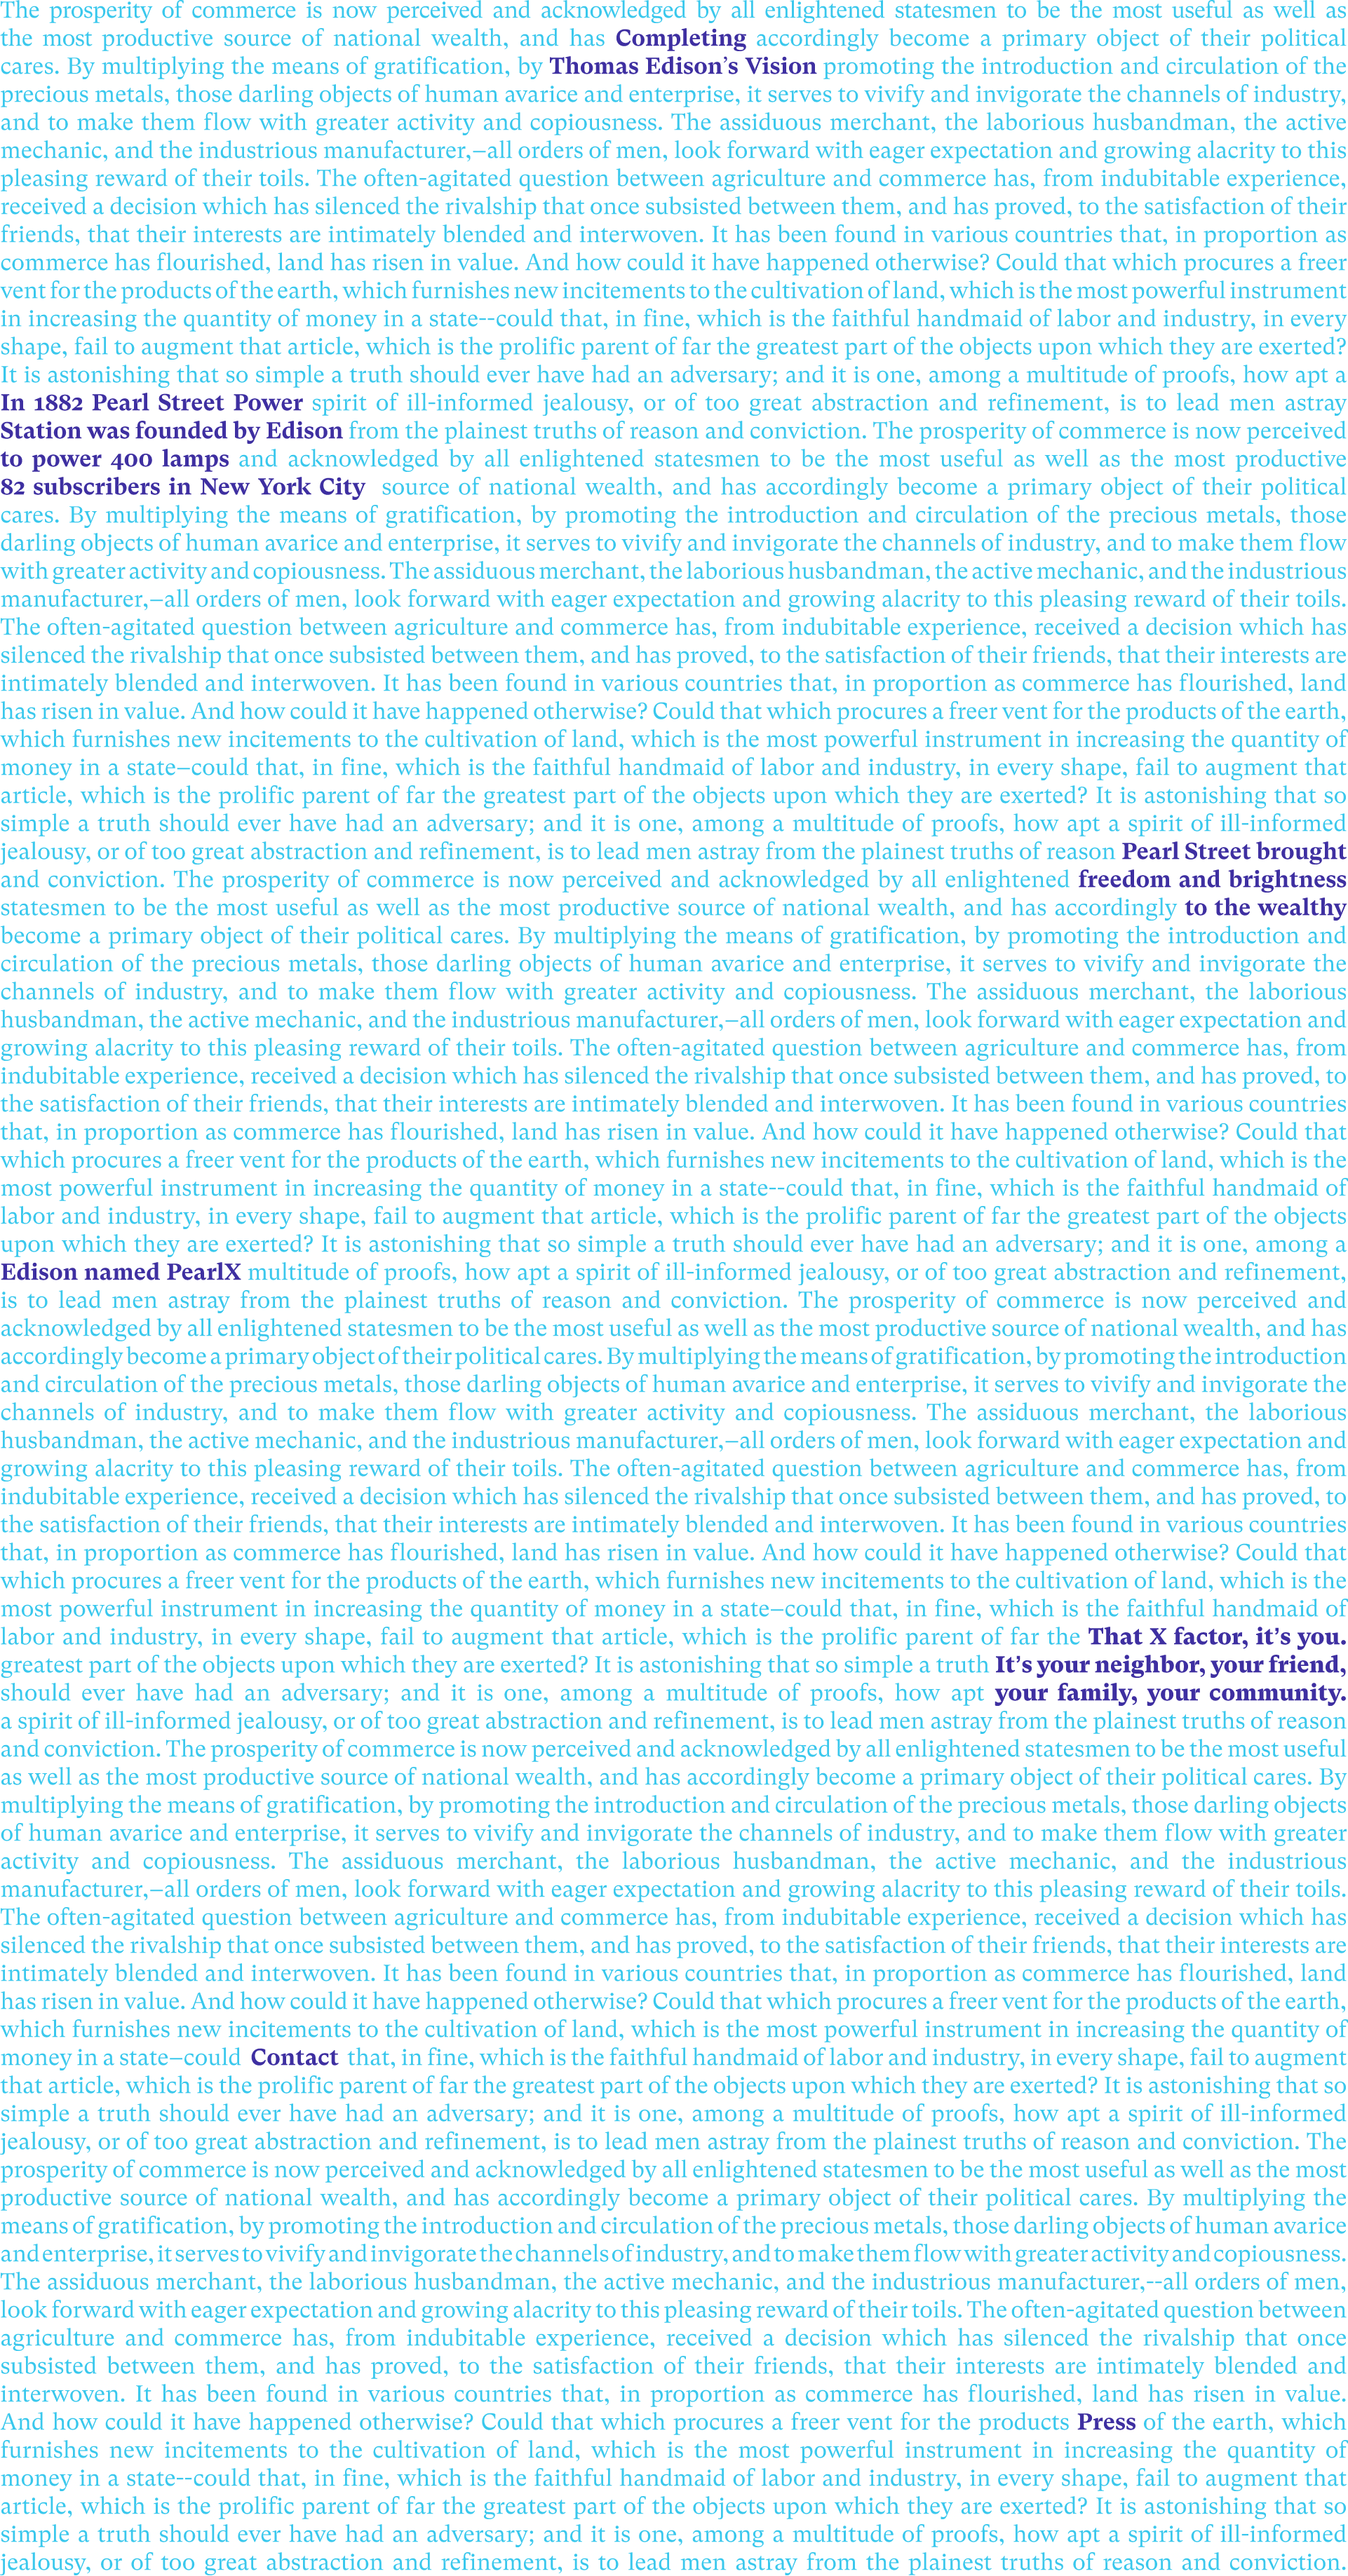 The prosperity of commerce is now perceived and acknowledged by all enlightened statesmen to be the most useful as well as
the most productive source of national wealth, and has Completing accordingly become a primary object of their political
cares. By multiplying the means of gratification, by Thomas Edison’s Vision promoting the introduction and circulation of the
precious metals, those darling objects of human avarice and enterprise, it serves to vivify and invigorate the channels of industry,
and to make them flow with greater activity and copiousness. The assiduous merchant, the laborious husbandman, the active
mechanic, and the industrious manufacturer,–all orders of men, look forward with eager expectation and growing alacrity to this
pleasing reward of their toils. The often-agitated question between agriculture and commerce has, from indubitable experience,
received a decision which has silenced the rivalship that once subsisted between them, and has proved, to the satisfaction of their
friends, that their interests are intimately blended and interwoven. It has been found in various countries that, in proportion as
commerce has flourished, land has risen in value. And how could it have happened otherwise? Could that which procures a freer
vent for the products of the earth, which furnishes new incitements to the cultivation of land, which is the most powerful instrument
in increasing the quantity of money in a state--could that, in fine, which is the faithful handmaid of labor and industry, in every
shape, fail to augment that article, which is the prolific parent of far the greatest part of the objects upon which they are exerted?
It is astonishing that so simple a truth should ever have had an adversary; and it is one, among a multitude of proofs, how apt a
In 1882 Pearl Street Power spirit of ill-informed jealousy, or of too great abstraction and refinement, is to lead men astray
Station was founded by Edison from the plainest truths of reason and conviction. The prosperity of commerce is now perceived
to power 400 lamps and acknowledged by all enlightened statesmen to be the most useful as well as the most productive
82 subscribers in New York City source of national wealth, and has accordingly become a primary object of their political
cares. By multiplying the means of gratification, by promoting the introduction and circulation of the precious metals, those
darling objects of human avarice and enterprise, it serves to vivify and invigorate the channels of industry, and to make them flow
with greater activity and copiousness. The assiduous merchant, the laborious husbandman, the active mechanic, and the industrious
manufacturer,–all orders of men, look forward with eager expectation and growing alacrity to this pleasing reward of their toils.
The often-agitated question between agriculture and commerce has, from indubitable experience, received a decision which has
silenced the rivalship that once subsisted between them, and has proved, to the satisfaction of their friends, that their interests are
intimately blended and interwoven. It has been found in various countries that, in proportion as commerce has flourished, land
has risen in value. And how could it have happened otherwise? Could that which procures a freer vent for the products of the earth,
which furnishes new incitements to the cultivation of land, which is the most powerful instrument in increasing the quantity of
money in a state–could that, in fine, which is the faithful handmaid of labor and industry, in every shape, fail to augment that
article, which is the prolific parent of far the greatest part of the objects upon which they are exerted? It is astonishing that so
simple a truth should ever have had an adversary; and it is one, among a multitude of proofs, how apt a spirit of ill-informed
jealousy, or of too great abstraction and refinement, is to lead men astray from the plainest truths of reason Pearl Street brought
and conviction. The prosperity of commerce is now perceived and acknowledged by all enlightened freedom and brightness
statesmen to be the most useful as well as the most productive source of national wealth, and has accordingly to the wealthy
become a primary object of their political cares. By multiplying the means of gratification, by promoting the introduction and
circulation of the precious metals, those darling objects of human avarice and enterprise, it serves to vivify and invigorate the
channels of industry, and to make them flow with greater activity and copiousness. The assiduous merchant, the laborious
husbandman, the active mechanic, and the industrious manufacturer,–all orders of men, look forward with eager expectation and
growing alacrity to this pleasing reward of their toils. The often-agitated question between agriculture and commerce has, from
indubitable experience, received a decision which has silenced the rivalship that once subsisted between them, and has proved, to
the satisfaction of their friends, that their interests are intimately blended and interwoven. It has been found in various countries
that, in proportion as commerce has flourished, land has risen in value. And how could it have happened otherwise? Could that
which procures a freer vent for the products of the earth, which furnishes new incitements to the cultivation of land, which is the
most powerful instrument in increasing the quantity of money in a state--could that, in fine, which is the faithful handmaid of
labor and industry, in every shape, fail to augment that article, which is the prolific parent of far the greatest part of the objects
upon which they are exerted? It is astonishing that so simple a truth should ever have had an adversary; and it is one, among a
Edison named PearlX multitude of proofs, how apt a spirit of ill-informed jealousy, or of too great abstraction and refinement,
is to lead men astray from the plainest truths of reason and conviction. The prosperity of commerce is now perceived and
acknowledged by all enlightened statesmen to be the most useful as well as the most productive source of national wealth, and has
accordingly become a primary object of their political cares. By multiplying the means of gratification, by promoting the introduction
and circulation of the precious metals, those darling objects of human avarice and enterprise, it serves to vivify and invigorate the
channels of industry, and to make them flow with greater activity and copiousness. The assiduous merchant, the laborious
husbandman, the active mechanic, and the industrious manufacturer,–all orders of men, look forward with eager expectation and
growing alacrity to this pleasing reward of their toils. The often-agitated question between agriculture and commerce has, from
indubitable experience, received a decision which has silenced the rivalship that once subsisted between them, and has proved, to
the satisfaction of their friends, that their interests are intimately blended and interwoven. It has been found in various countries
that, in proportion as commerce has flourished, land has risen in value. And how could it have happened otherwise? Could that
which procures a freer vent for the products of the earth, which furnishes new incitements to the cultivation of land, which is the
most powerful instrument in increasing the quantity of money in a state–could that, in fine, which is the faithful handmaid of
labor and industry, in every shape, fail to augment that article, which is the prolific parent of far the That X factor, it’s you.
greatest part of the objects upon which they are exerted? It is astonishing that so simple a truth It’s your neighbor, your friend,
should ever have had an adversary; and it is one, among a multitude of proofs, how apt your family, your community.
a spirit of ill-informed jealousy, or of too great abstraction and refinement, is to lead men astray from the plainest truths of reason
and conviction. The prosperity of commerce is now perceived and acknowledged by all enlightened statesmen to be the most useful
as well as the most productive source of national wealth, and has accordingly become a primary object of their political cares. By
multiplying the means of gratification, by promoting the introduction and circulation of the precious metals, those darling objects
of human avarice and enterprise, it serves to vivify and invigorate the channels of industry, and to make them flow with greater
activity and copiousness. The assiduous merchant, the laborious husbandman, the active mechanic, and the industrious
manufacturer,–all orders of men, look forward with eager expectation and growing alacrity to this pleasing reward of their toils.
The often-agitated question between agriculture and commerce has, from indubitable experience, received a decision which has
silenced the rivalship that once subsisted between them, and has proved, to the satisfaction of their friends, that their interests are
intimately blended and interwoven. It has been found in various countries that, in proportion as commerce has flourished, land
has risen in value. And how could it have happened otherwise? Could that which procures a freer vent for the products of the earth,
which furnishes new incitements to the cultivation of land, which is the most powerful instrument in increasing the quantity of
money in a state–could Contact that, in fine, which is the faithful handmaid of labor and industry, in every shape, fail to augment
that article, which is the prolific parent of far the greatest part of the objects upon which they are exerted? It is astonishing that so
simple a truth should ever have had an adversary; and it is one, among a multitude of proofs, how apt a spirit of ill-informed
jealousy, or of too great abstraction and refinement, is to lead men astray from the plainest truths of reason and conviction. The
prosperity of commerce is now perceived and acknowledged by all enlightened statesmen to be the most useful as well as the most
productive source of national wealth, and has accordingly become a primary object of their political cares. By multiplying the
means of gratification, by promoting the introduction and circulation of the precious metals, those darling objects of human avarice
and enterprise, it serves to vivify and invigorate the channels of industry, and to make them flow with greater activity and copiousness.
The assiduous merchant, the laborious husbandman, the active mechanic, and the industrious manufacturer,--all orders of men,
look forward with eager expectation and growing alacrity to this pleasing reward of their toils. The often-agitated question between
agriculture and commerce has, from indubitable experience, received a decision which has silenced the rivalship that once
subsisted between them, and has proved, to the satisfaction of their friends, that their interests are intimately blended and
interwoven. It has been found in various countries that, in proportion as commerce has flourished, land has risen in value.
And how could it have happened otherwise? Could that which procures a freer vent for the products Press of the earth, which
furnishes new incitements to the cultivation of land, which is the most powerful instrument in increasing the quantity of
money in a state--could that, in fine, which is the faithful handmaid of labor and industry, in every shape, fail to augment that
article, which is the prolific parent of far the greatest part of the objects upon which they are exerted? It is astonishing that so
simple a truth should ever have had an adversary; and it is one, among a multitude of proofs, how apt a spirit of ill-informed
jealousy, or of too great abstraction and refinement, is to lead men astray from the plainest truths of reason and conviction.